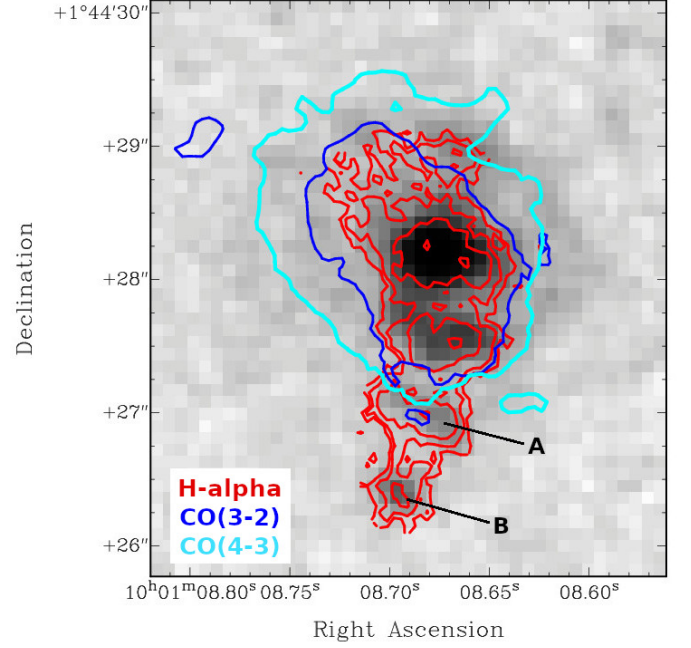 +1°44′30″
+29″
+28″
+27″
+26″
Declination
A
B
H-alpha
CO(3-2)
CO(4-3)
10ʰ01ᵐ08.80ˢ 08.75ˢ 08.70ˢ 08.65ˢ 08.60ˢ
Right Ascension